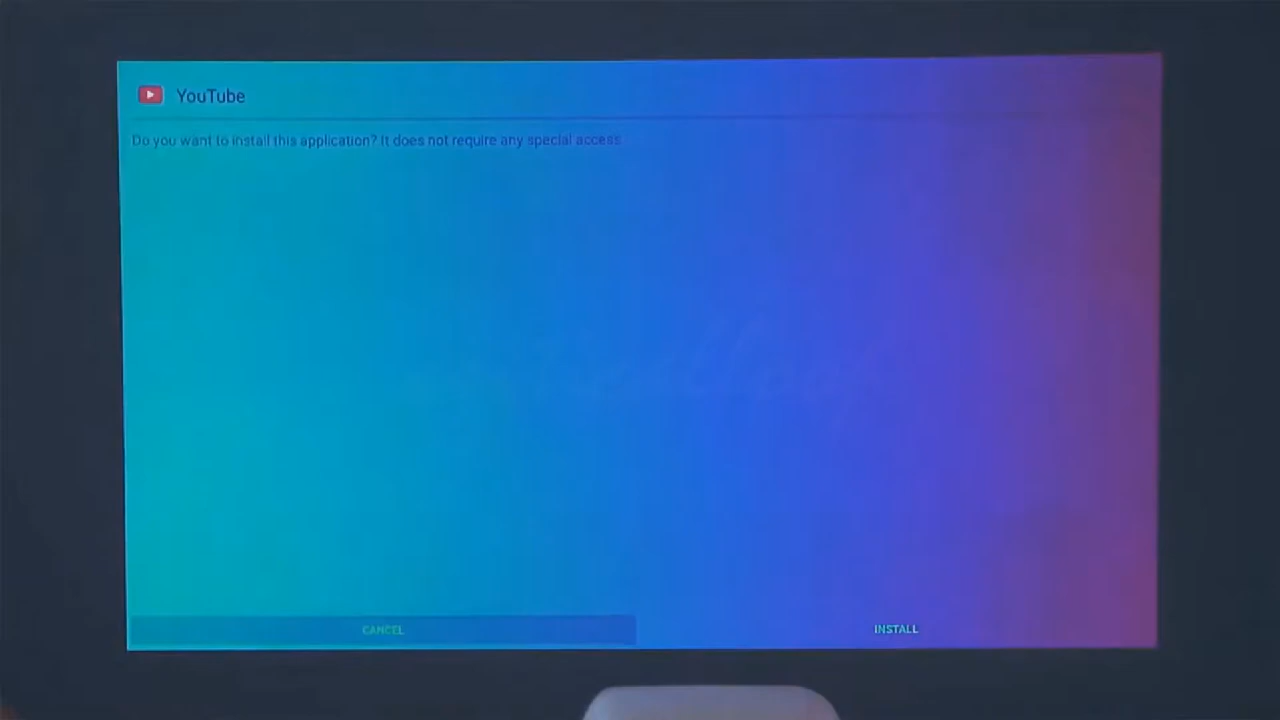 YouTube
Do you want to install this application? It does not require any special access.
CANCEL
INSTALL